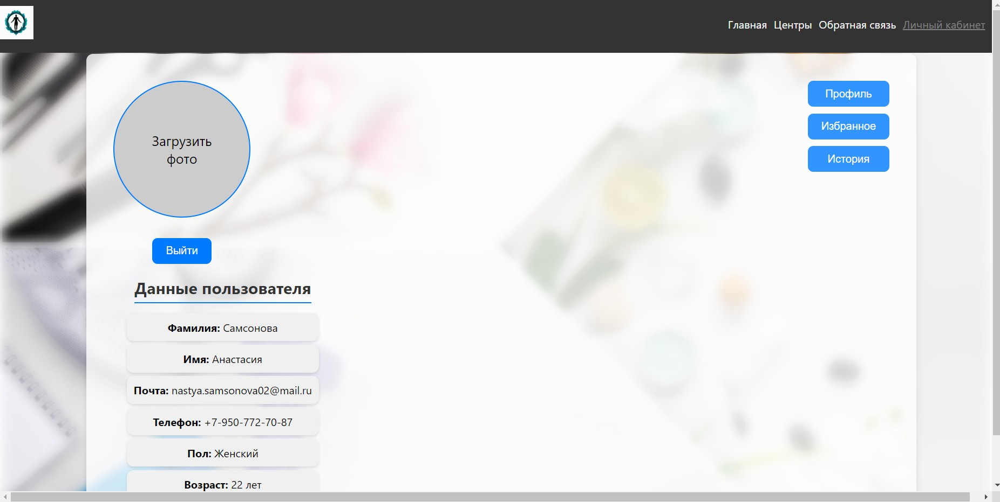 Главная Центры Обратная связь Личный кабинет
Загрузить
фото
Профиль
Избранное
История
Выйти
Данные пользователя
Фамилия: Самсонова
Имя: Анастасия
Почта: nastya.samsonova02@mail.ru
Телефон: +7-950-772-70-87
Пол: Женский
Возраст: 22 лет